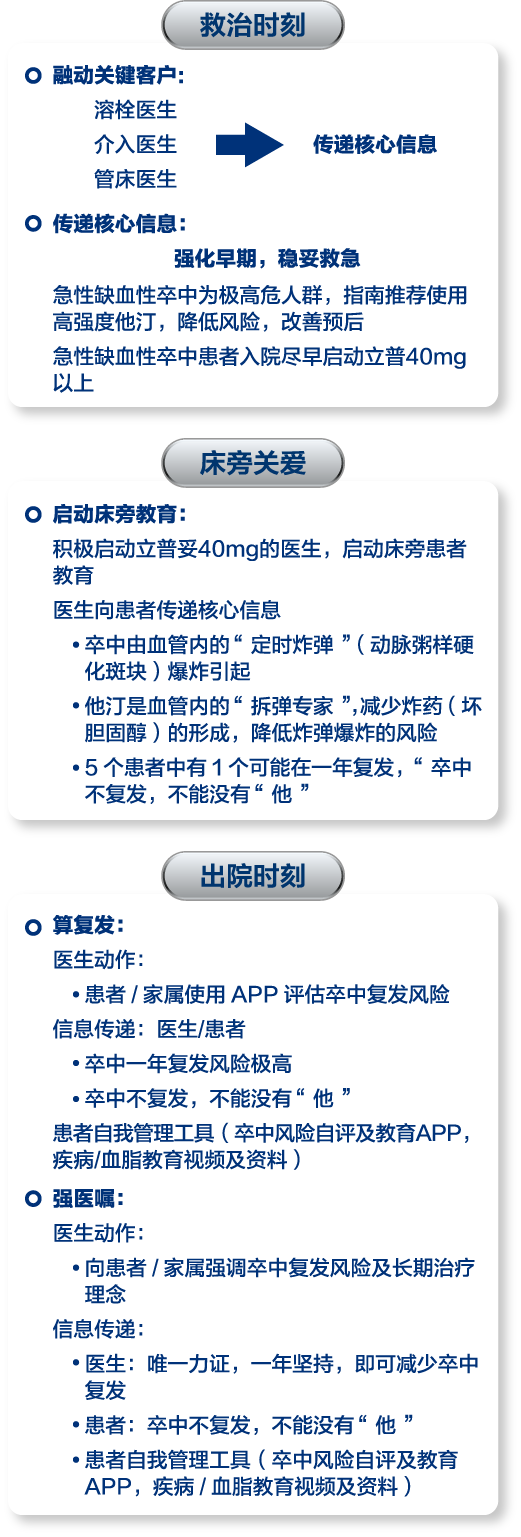 救治时刻
融动关键客户:
溶栓医生
介入医生
管床医生
传递核心信息
传递核心信息：
强化早期，稳妥救急
急性缺血性卒中为极高危人群，指南推荐使用
高强度他汀，降低风险，改善预后
急性缺血性卒中患者入院尽早启动立普40mg
以上
床旁关爱
启动床旁教育：
积极启动立普妥40mg的医生，启动床旁患者
教育
医生向患者传递核心信息
• 卒中由血管内的“ 定时炸弹 ”（ 动脉粥样硬
化斑块 ）爆炸引起
• 他汀是血管内的“ 拆弹专家 ”，减少炸药（ 坏
胆固醇 ）的形成，降低炸弹爆炸的风险
• 5 个患者中有 1 个可能在一年复发，“ 卒中
不复发，不能没有“ 他 ”
出院时刻
算复发：
医生动作：
• 患者 / 家属使用 APP 评估卒中复发风险
信息传递：医生/患者
• 卒中一年复发风险极高
• 卒中不复发，不能没有“ 他 ”
患者自我管理工具（ 卒中风险自评及教育APP，
疾病/血脂教育视频及资料 ）
强医嘱：
医生动作：
• 向患者 / 家属强调卒中复发风险及长期治疗
理念
信息传递：
• 医生：唯一力证，一年坚持，即可减少卒中
复发
• 患者：卒中不复发，不能没有“ 他 ”
• 患者自我管理工具（ 卒中风险自评及教育
APP，疾病 / 血脂教育视频及资料 ）